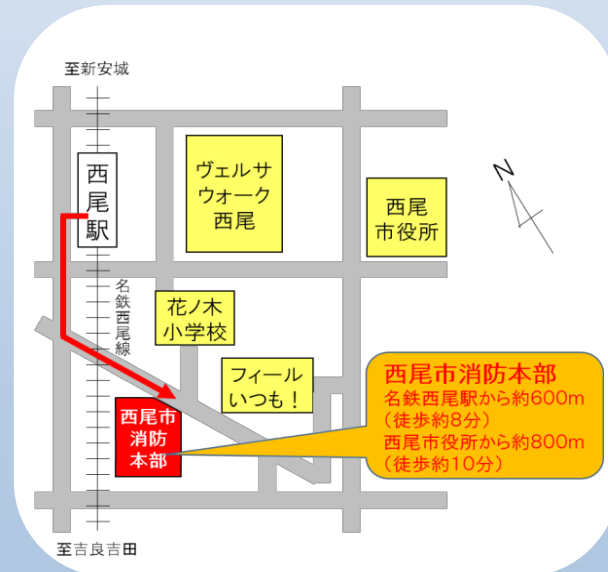 至新安城
西尾駅
ヴェルサ
ウォーク
西尾
N
西尾
市役所
名鉄西尾線
花ノ木
小学校
フィール
いつも！
西尾市
消防
本部
西尾市消防本部
名鉄西尾駅から約600m
（徒歩約8分）
西尾市役所から約800m
（徒歩約10分）
至吉良吉田